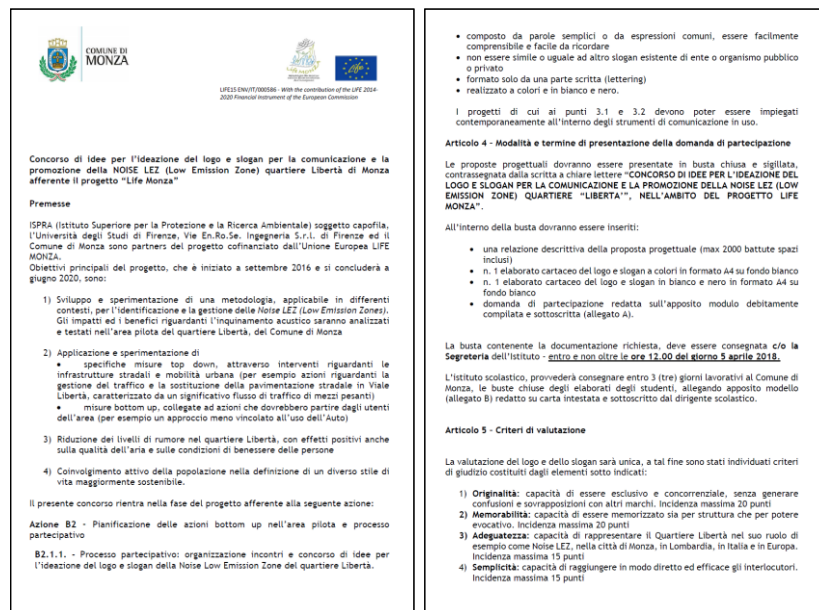 COMUNE DI
MONZA
LIFE15 ENV/IT/000586 - With the contribution of the LIFE 2014-
2020 Financial Instrument of the European Commission
Concorso di idee per l'ideazione del logo e slogan per la comunicazione e la
promozione della NOISE LEZ (Low Emission Zone) quartiere Libertà di Monza
afferente il progetto "Life Monza"
Premesse
ISPRA (Istituto Superiore per la Protezione e la Ricerca Ambientale) soggetto capofila,
l'Università degli Studi di Firenze, Vie En.Ro.Se. Ingegneria S.r.l. di Firenze ed il
Comune di Monza sono partners del progetto cofinanziato dall'Unione Europea LIFE
MONZA.
Obiettivi principali del progetto, che è iniziato a settembre 2016 e si concluderà a
giugno 2020, sono:
1) Sviluppo e sperimentazione di una metodologia, applicabile in differenti
contesti, per l'identificazione e la gestione delle Noise LEZ (Low Emission Zones).
Gli impatti ed i benefici riguardanti l'inquinamento acustico saranno analizzati
e testati nell'area pilota del quartiere Libertà, del Comune di Monza
2) Applicazione e sperimentazione di
• specifiche misure top down, attraverso interventi riguardanti le
infrastrutture stradali e mobilità urbana (per esempio azioni riguardanti la
gestione del traffico e la sostituzione della pavimentazione stradale in Viale
Libertà, caratterizzato da un significativo flusso di traffico di mezzi pesanti)
• misure bottom up, collegate ad azioni che dovrebbero partire dagli utenti
dell'area (per esempio un approccio meno vincolato all'uso dell'Auto)
3) Riduzione dei livelli di rumore nel quartiere Libertà, con effetti positivi anche
sulla qualità dell'aria e sulle condizioni di benessere delle persone
4) Coinvolgimento attivo della popolazione nella definizione di un diverso stile di
vita maggiormente sostenibile.
Il presente concorso rientra nella fase del progetto afferente alla seguente azione:
Azione B2 - Pianificazione delle azioni bottom up nell'area pilota e processo
partecipativo
B2.1.1. - Processo partecipativo: organizzazione incontri e concorso di idee per
l'ideazione del logo e slogan della Noise Low Emission Zone del quartiere Libertà.
• composto da parole semplici o da espressioni comuni, essere facilmente
comprensibile e facile da ricordare
• non essere simile o uguale ad altro slogan esistente di ente o organismo pubblico
o privato
• formato solo da una parte scritta (lettering)
• realizzato a colori e in bianco e nero.
I progetti di cui ai punti 3.1 e 3.2 devono poter essere impiegati
contemporaneamente all'interno degli strumenti di comunicazione in uso.
Articolo 4 – Modalità e termine di presentazione della domanda di partecipazione
Le proposte progettuali dovranno essere presentate in busta chiusa e sigillata,
contrassegnata dalla scritta a chiare lettere "CONCORSO DI IDEE PER L'IDEAZIONE DEL
LOGO E SLOGAN PER LA COMUNICAZIONE E LA PROMOZIONE DELLA NOISE LEZ (LOW
EMISSION ZONE) QUARTIERE "LIBERTA'", NELL'AMBITO DEL PROGETTO LIFE
MONZA".
All'interno della busta dovranno essere inseriti:
• una relazione descrittiva della proposta progettuale (max 2000 battute spazi
inclusi)
• n. 1 elaborato cartaceo del logo e slogan a colori in formato A4 su fondo bianco
• n. 1 elaborato cartaceo del logo e slogan in bianco e nero in formato A4 su
fondo bianco
• domanda di partecipazione redatta sull'apposito modulo debitamente
compilata e sottoscritta (allegato A).
La busta contenente la documentazione richiesta, deve essere consegnata c/o la
Segreteria dell'Istituto - entro e non oltre le ore 12.00 del giorno 5 aprile 2018.
L'istituto scolastico, provvederà consegnare entro 3 (tre) giorni lavorativi al Comune di
Monza, le buste chiuse degli elaborati degli studenti, allegando apposito modello
(allegato B) redatto su carta intestata e sottoscritto dal dirigente scolastico.
Articolo 5 – Criteri di valutazione
La valutazione del logo e dello slogan sarà unica, a tal fine sono stati individuati criteri
di giudizio costituiti dagli elementi sotto indicati:
1) Originalità: capacità di essere esclusivo e concorrenziale, senza generare
confusioni e sovrapposizioni con altri marchi. Incidenza massima 20 punti
2) Memorabilità: capacità di essere memorizzato sia per struttura che per potere
evocativo. Incidenza massima 20 punti
3) Adeguatezza: capacità di rappresentare il Quartiere Libertà nel suo ruolo di
esempio come Noise LEZ, nella città di Monza, in Lombardia, in Italia e in Europa.
Incidenza massima 15 punti
4) Semplicità: capacità di raggiungere in modo diretto ed efficace gli interlocutori.
Incidenza massima 15 punti